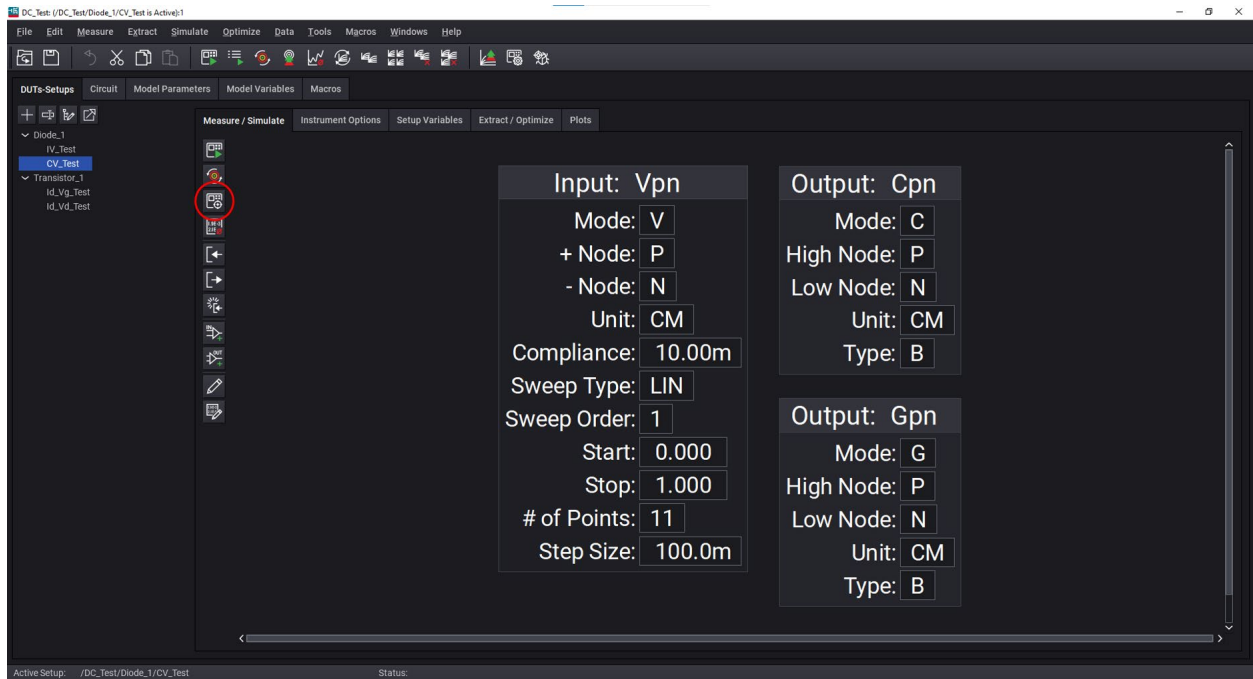 DC_Test: (/DC_Test/Diode_1/CV_Test is Active):1
File Edit Measure Extract Simulate Optimize Data Tools Macros Windows Help
DUTs-Setups Circuit Model Parameters Model Variables Macros
Diode_1
IV_Test
CV_Test
Transistor_1
Id_Vg_Test
Id_Vd_Test
Measure / Simulate Instrument Options Setup Variables Extract / Optimize Plots
Input: Vpn
Mode: V
+ Node: P
- Node: N
Unit: CM
Compliance: 10.00m
Sweep Type: LIN
Sweep Order: 1
Start: 0.000
Stop: 1.000
# of Points: 11
Step Size: 100.0m
Output: Cpn
Mode: C
High Node: P
Low Node: N
Unit: CM
Type: B
Output: Gpn
Mode: G
High Node: P
Low Node: N
Unit: CM
Type: B
Active Setup: /DC_Test/Diode_1/CV_Test Status: